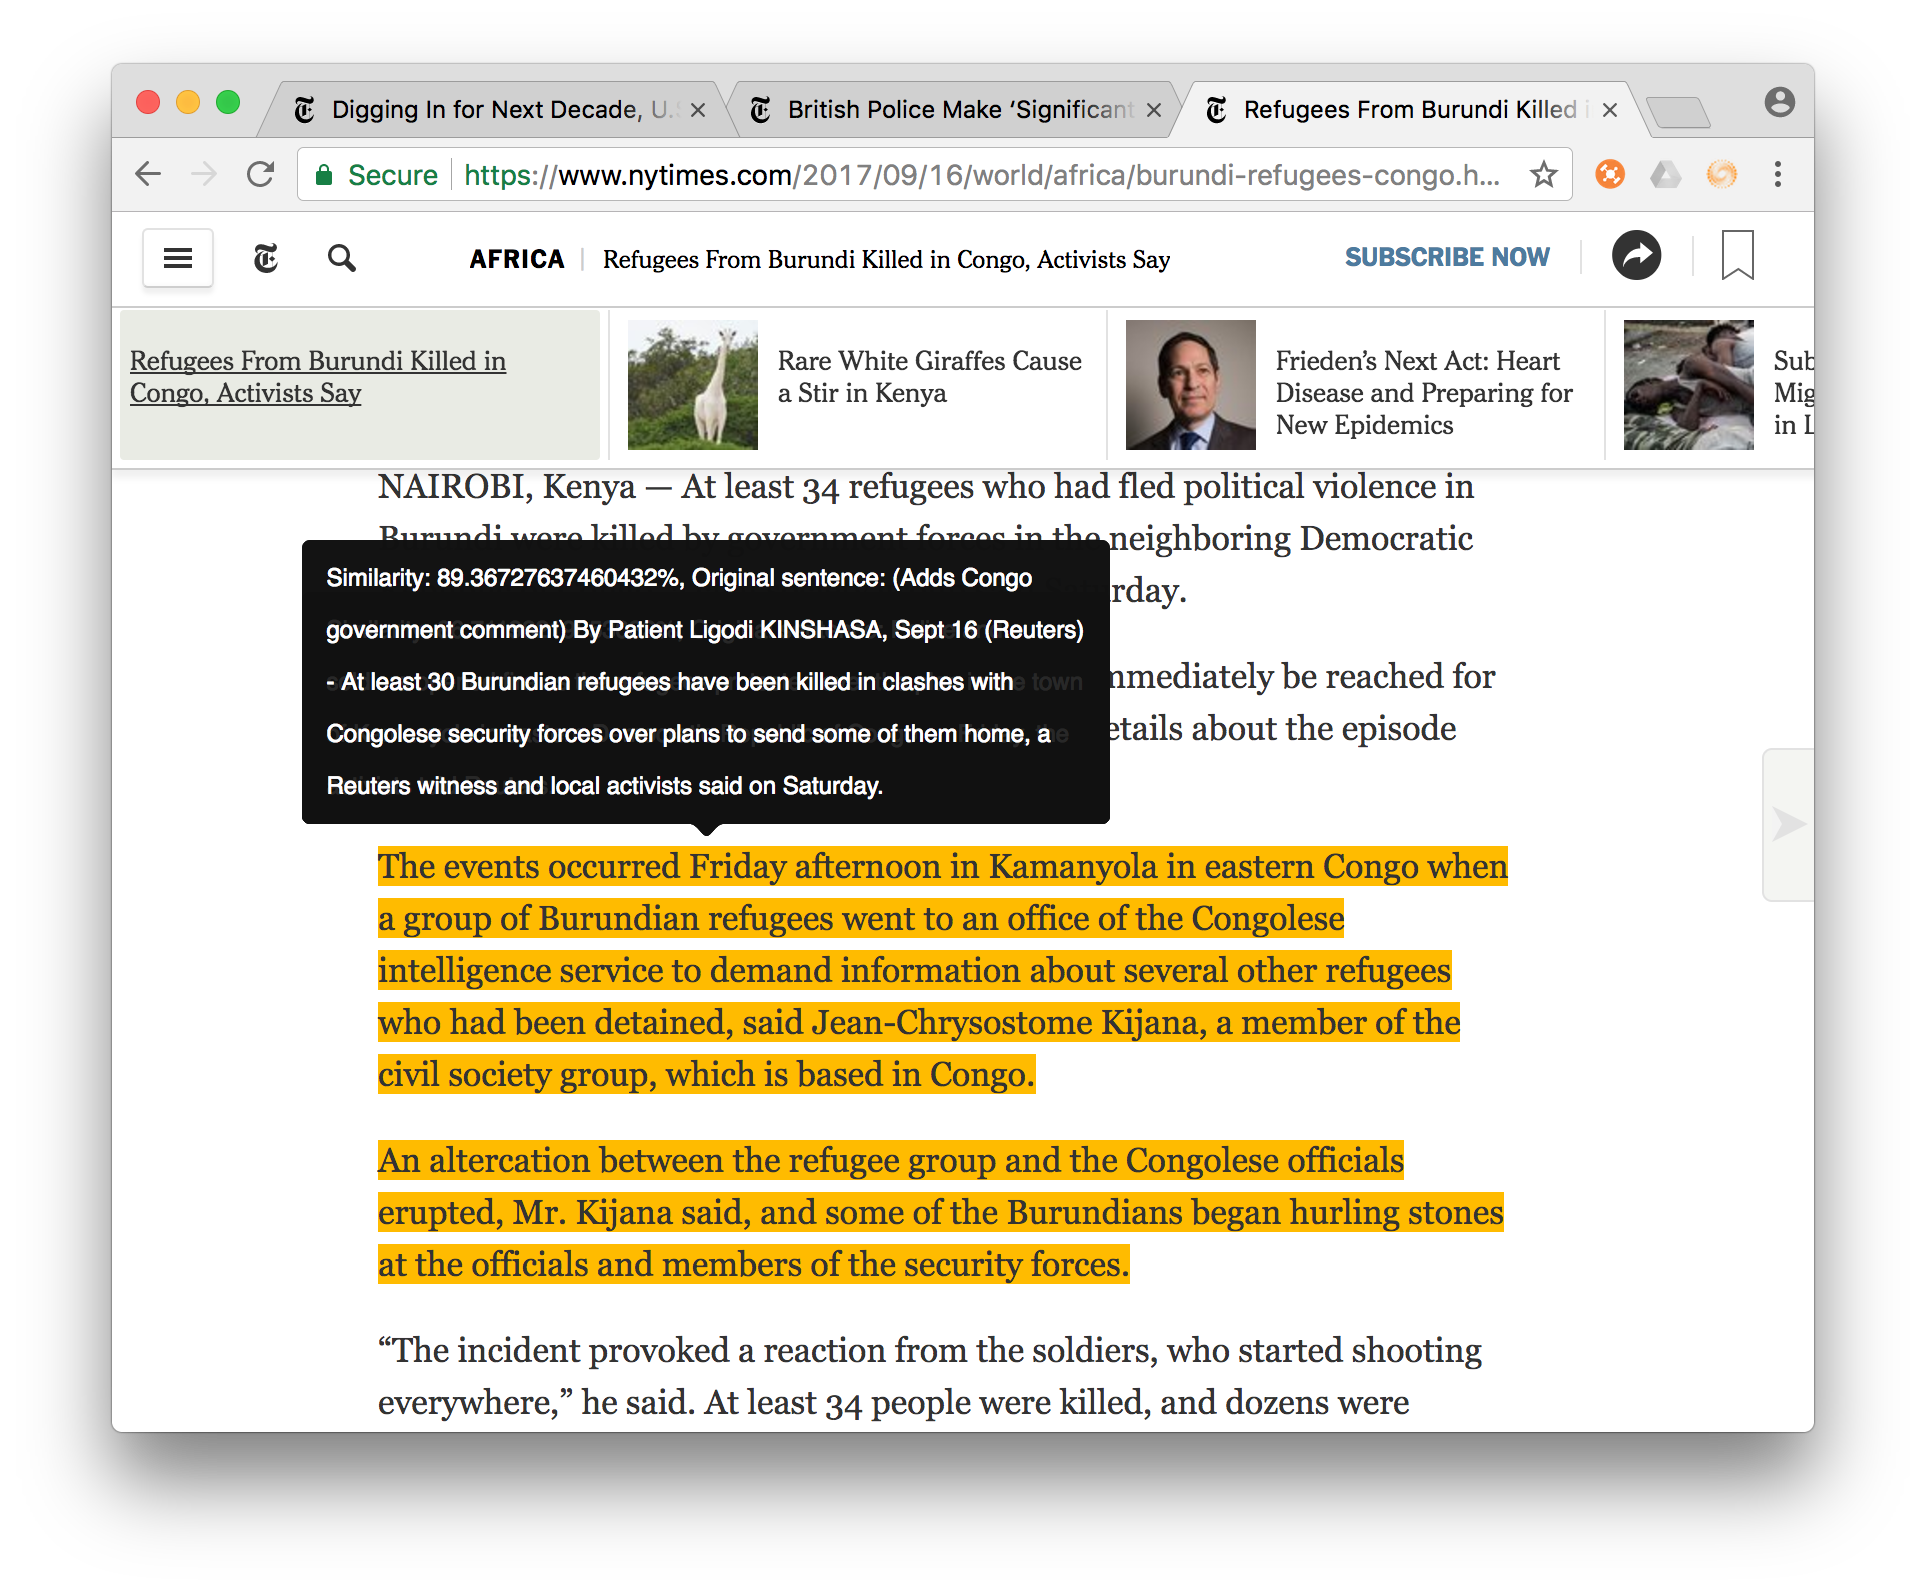 Digging In for Next Decade, U.S
British Police Make ‘Significant
Refugees From Burundi Killed i
Secure https://www.nytimes.com/2017/09/16/world/africa/burundi-refugees-congo.h...
AFRICA Refugees From Burundi Killed in Congo, Activists Say SUBSCRIBE NOW
Refugees From Burundi Killed in
Congo, Activists Say
Rare White Giraffes Cause
a Stir in Kenya
Frieden’s Next Act: Heart
Disease and Preparing for
New Epidemics
Sub
Mig
in L
NAIROBI, Kenya — At least 34 refugees who had fled political violence in
Burundi were killed by government forces in the neighboring Democratic
rday.
mmediately be reached for
etails about the episode
Similarity: 89.36727637460432%, Original sentence: (Adds Congo
government comment) By Patient Ligodi KINSHASA, Sept 16 (Reuters)
- At least 30 Burundian refugees have been killed in clashes with
Congolese security forces over plans to send some of them home, a
Reuters witness and local activists said on Saturday.
The events occurred Friday afternoon in Kamanyola in eastern Congo when
a group of Burundian refugees went to an office of the Congolese
intelligence service to demand information about several other refugees
who had been detained, said Jean-Chrysostome Kijana, a member of the
civil society group, which is based in Congo.
An altercation between the refugee group and the Congolese officials
erupted, Mr. Kijana said, and some of the Burundians began hurling stones
at the officials and members of the security forces.
“The incident provoked a reaction from the soldiers, who started shooting
everywhere,” he said. At least 34 people were killed, and dozens were